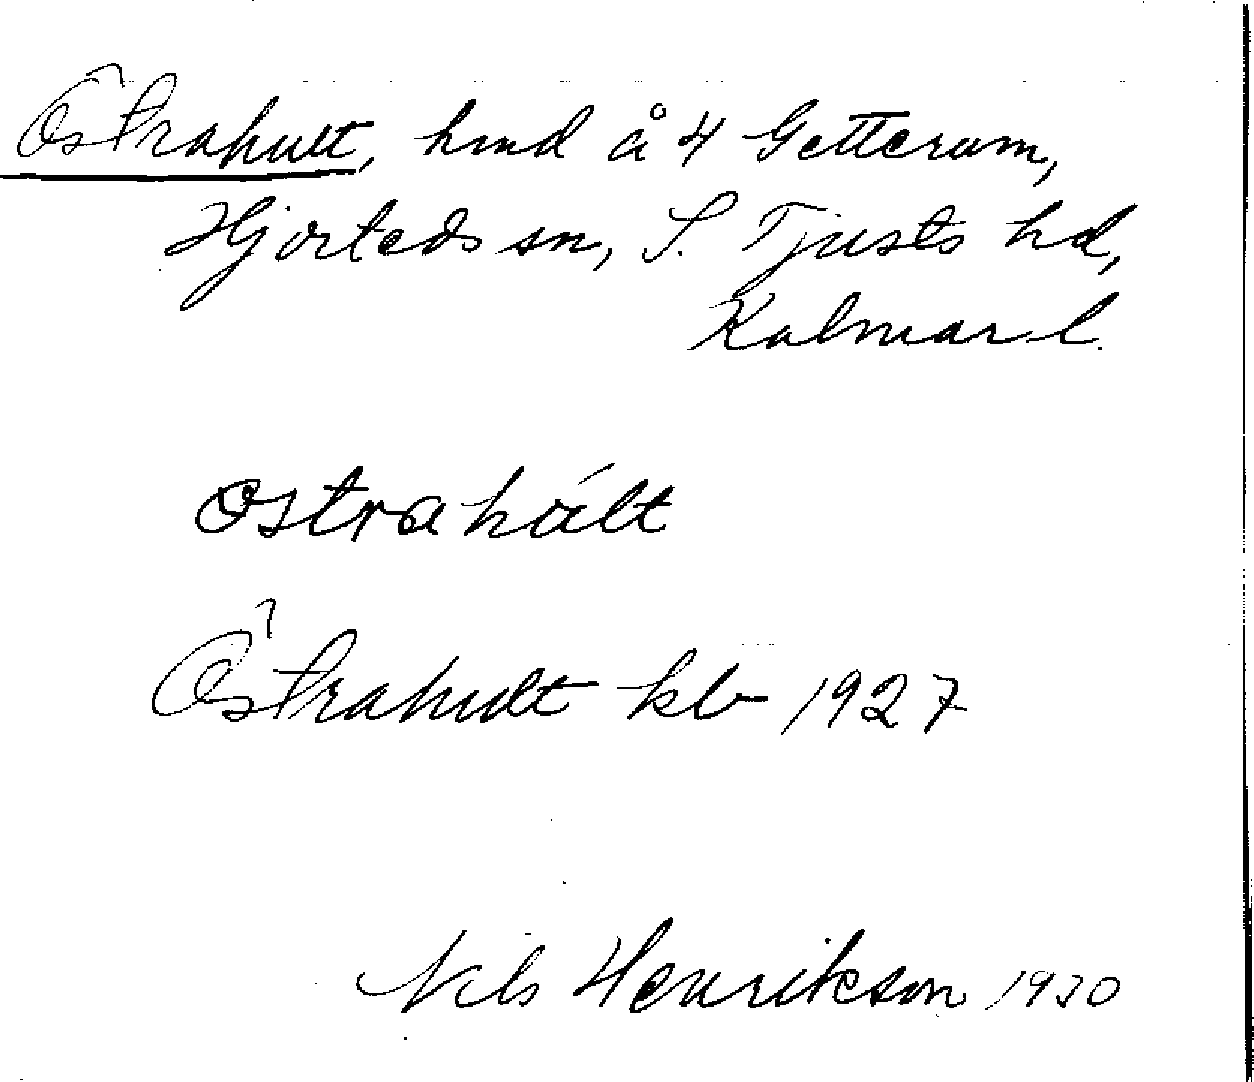 Östrahult, hmd å 4 Getterum,
Hjorteds sn, S. Tjusts hd,
Kalmar l.
ostrahált
Östrahult kb 1927
Nils Henrikson 1930